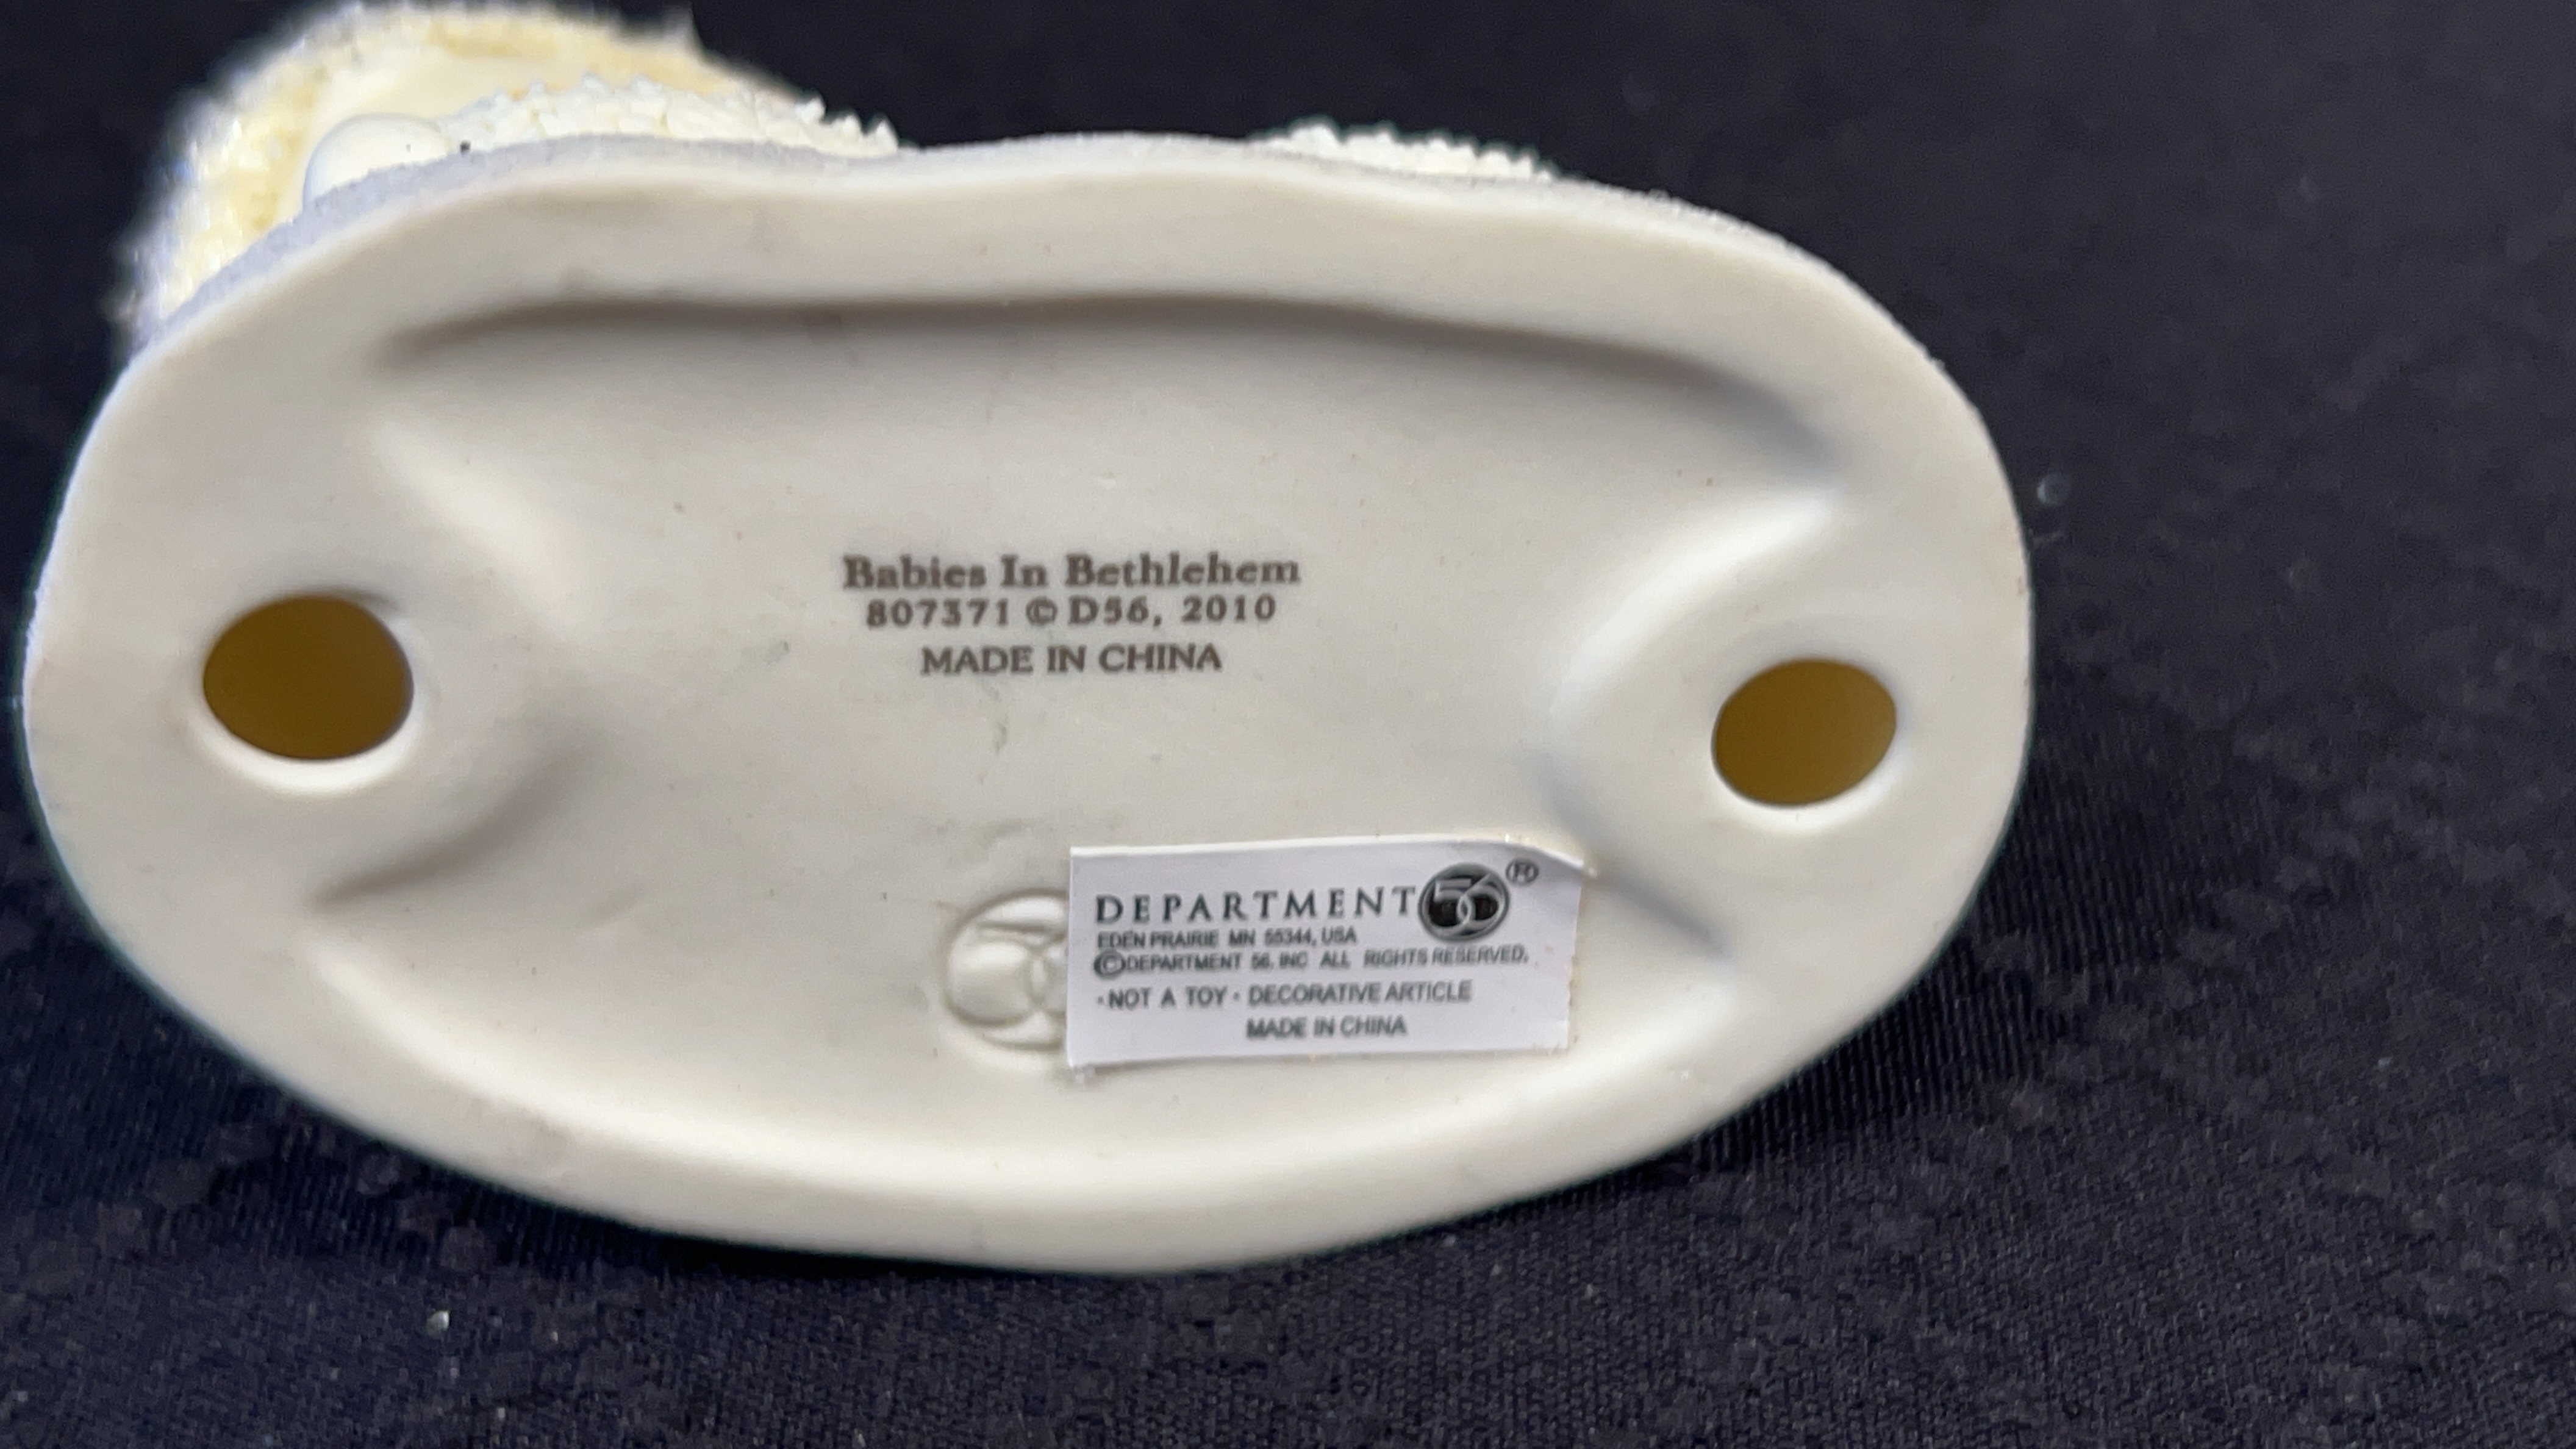 Babies In Bethlehem
807371 © D56, 2010
MADE IN CHINA
DEPARTMENT 56®
EDEN PRAIRIE MN 55344, USA
©DEPARTMENT 56, INC ALL RIGHTS RESERVED.
· NOT A TOY · DECORATIVE ARTICLE
MADE IN CHINA